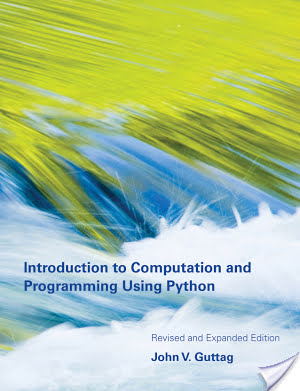 Introduction to Computation and
Programming Using Python
Revised and Expanded Edition
John V. Guttag